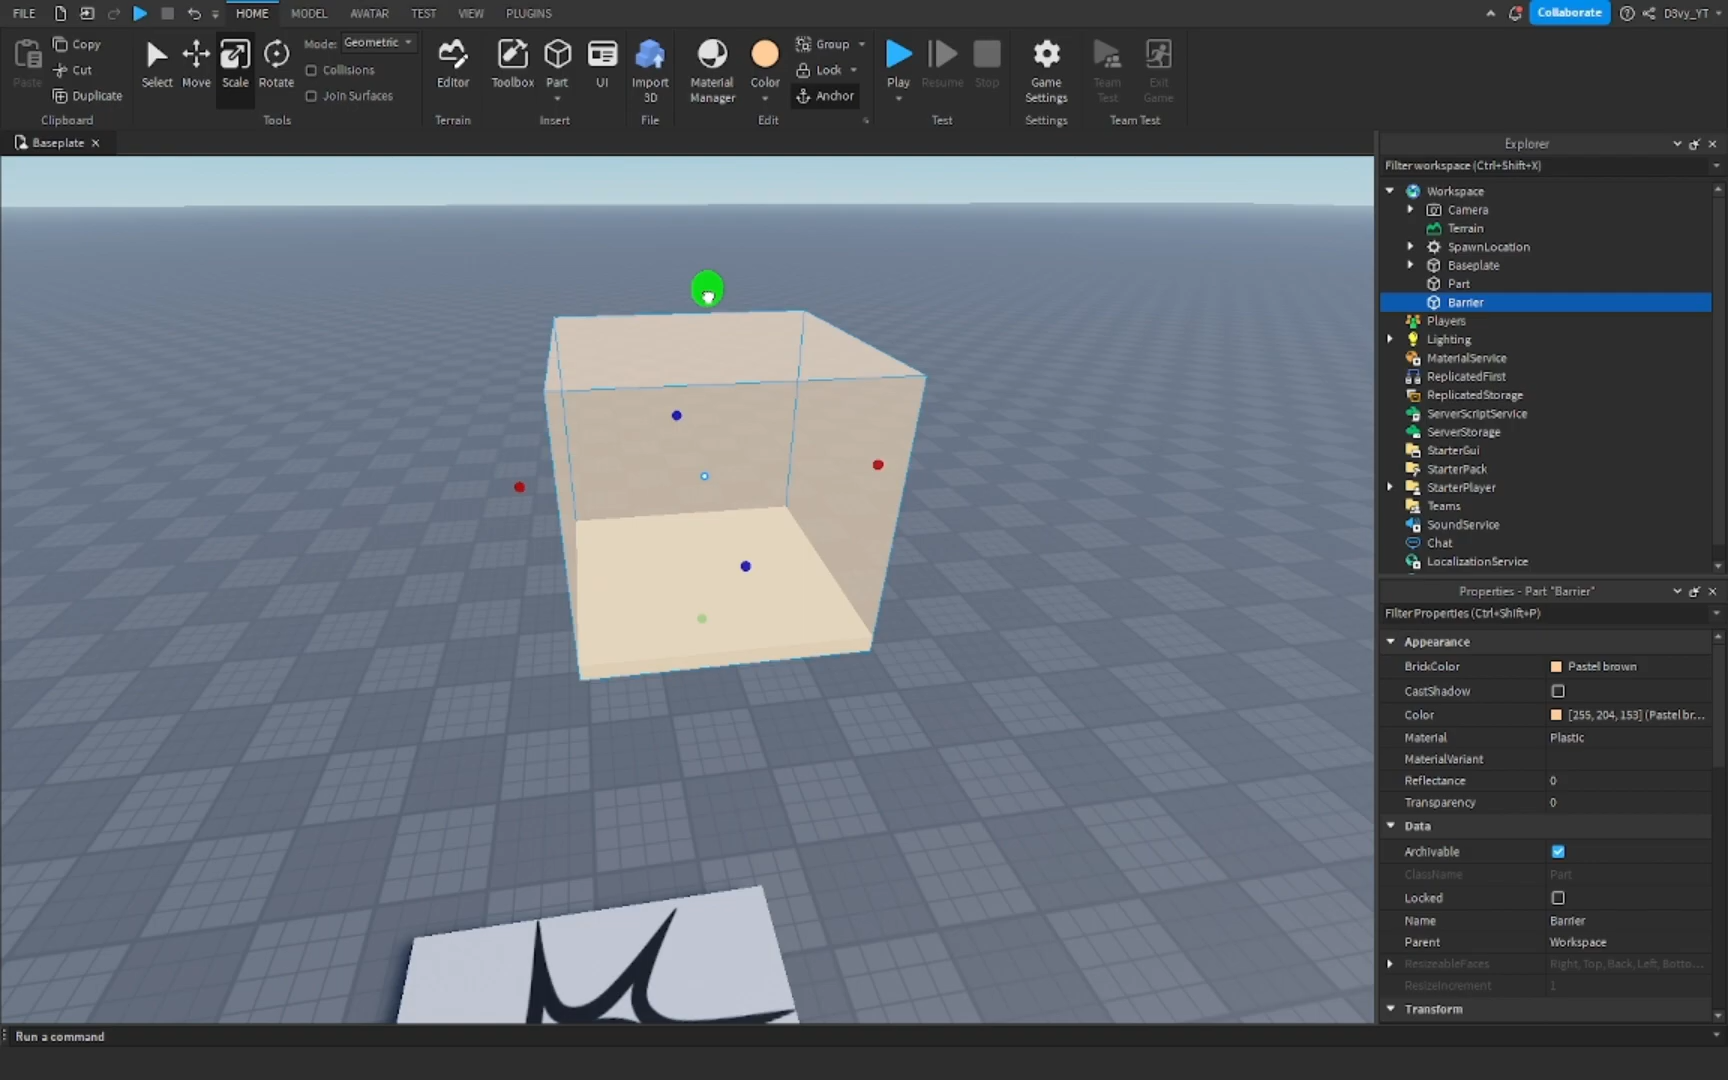 FILE HOME MODEL AVATAR TEST VIEW PLUGINS Collaborate D3vy_YT
Paste Copy Cut Duplicate
Clipboard
Select Move Scale Rotate Mode: Geometric
Collisions
Join Surfaces
Tools
Editor
Terrain
Toolbox Part UI
Insert
Import
3D
File
Material
Manager
Color
Group
Lock
Anchor
Edit
Play Resume Stop
Test
Game
Settings
Settings
Team
Test
Exit
Game
Team Test
Baseplate
Explorer
Filter workspace (Ctrl+Shift+X)
Workspace
Camera
Terrain
SpawnLocation
Baseplate
Part
Barrier
Players
Lighting
MaterialService
ReplicatedFirst
ReplicatedStorage
ServerScriptService
ServerStorage
StarterGui
StarterPack
StarterPlayer
Teams
SoundService
Chat
LocalizationService
Properties - Part "Barrier"
Filter Properties (Ctrl+Shift+P)
Appearance
BrickColor Pastel brown
CastShadow
Color [255, 204, 153] (Pastel br...
Material Plastic
MaterialVariant
Reflectance 0
Transparency 0
Data
Archivable
ClassName Part
Locked
Name Barrier
Parent Workspace
ResizeableFaces Right, Top, Back, Left, Botto...
ResizeIncrement 1
Transform
Run a command